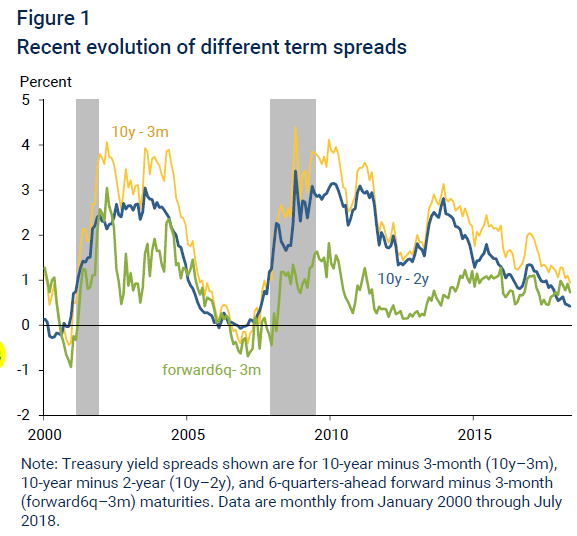 Figure 1
Recent evolution of different term spreads
Percent
5
4
3
2
1
0
-1
-2
10y - 3m
10y - 2y
forward6q- 3m
2000
2005
2010
2015
Note: Treasury yield spreads shown are for 10-year minus 3-month (10y–3m),
10-year minus 2-year (10y–2y), and 6-quarters-ahead forward minus 3-month
(forward6q–3m) maturities. Data are monthly from January 2000 through July
2018.